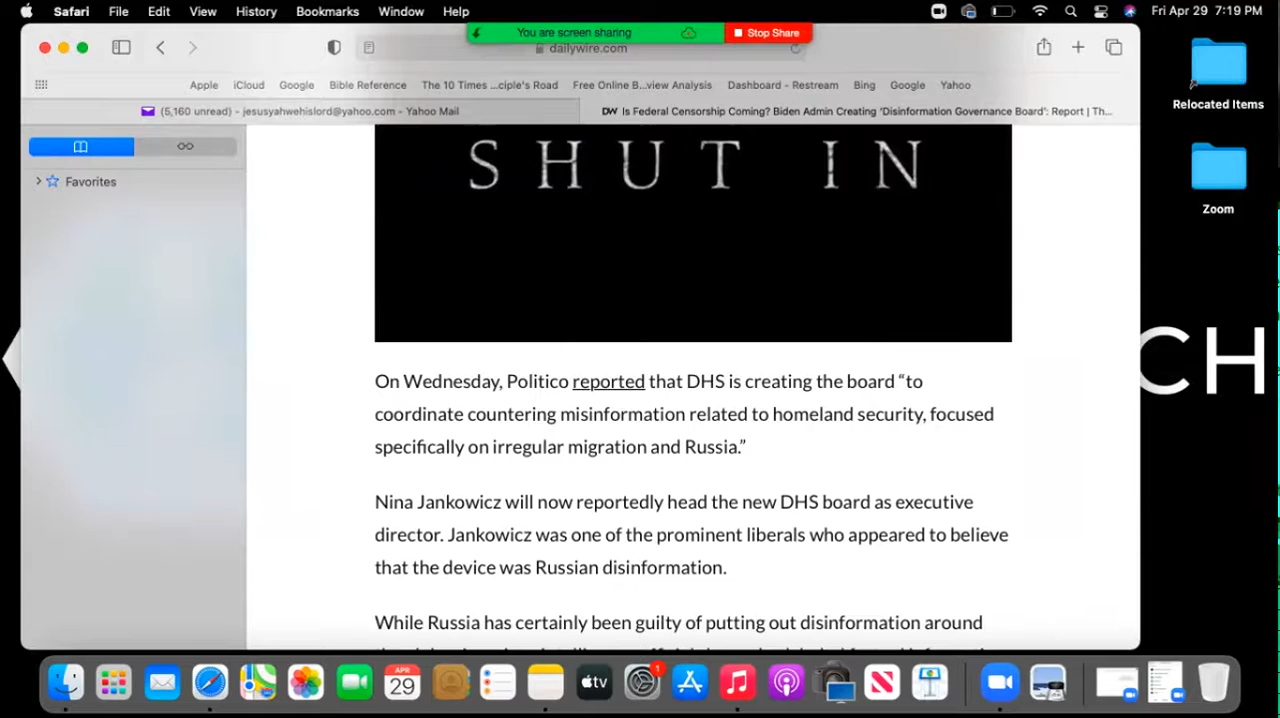 Safari File Edit View History Bookmarks Window Help Fri Apr 29 7:19 PM
You are screen sharing Stop Share
dailywire.com
Apple iCloud Google Bible Reference The 10 Times ...ciple's Road Free Online B...view Analysis Dashboard - Restream Bing Google Yahoo
(5,160 unread) - jesusyahwehislord@yahoo.com - Yahoo Mail
DW Is Federal Censorship Coming? Biden Admin Creating 'Disinformation Governance Board': Report | Th...
Favorites
Relocated Items
Zoom
SHUT IN
CH
On Wednesday, Politico reported that DHS is creating the board “to
coordinate countering misinformation related to homeland security, focused
specifically on irregular migration and Russia.”
Nina Jankowicz will now reportedly head the new DHS board as executive
director. Jankowicz was one of the prominent liberals who appeared to believe
that the device was Russian disinformation.
While Russia has certainly been guilty of putting out disinformation around
APR
29
tv
1